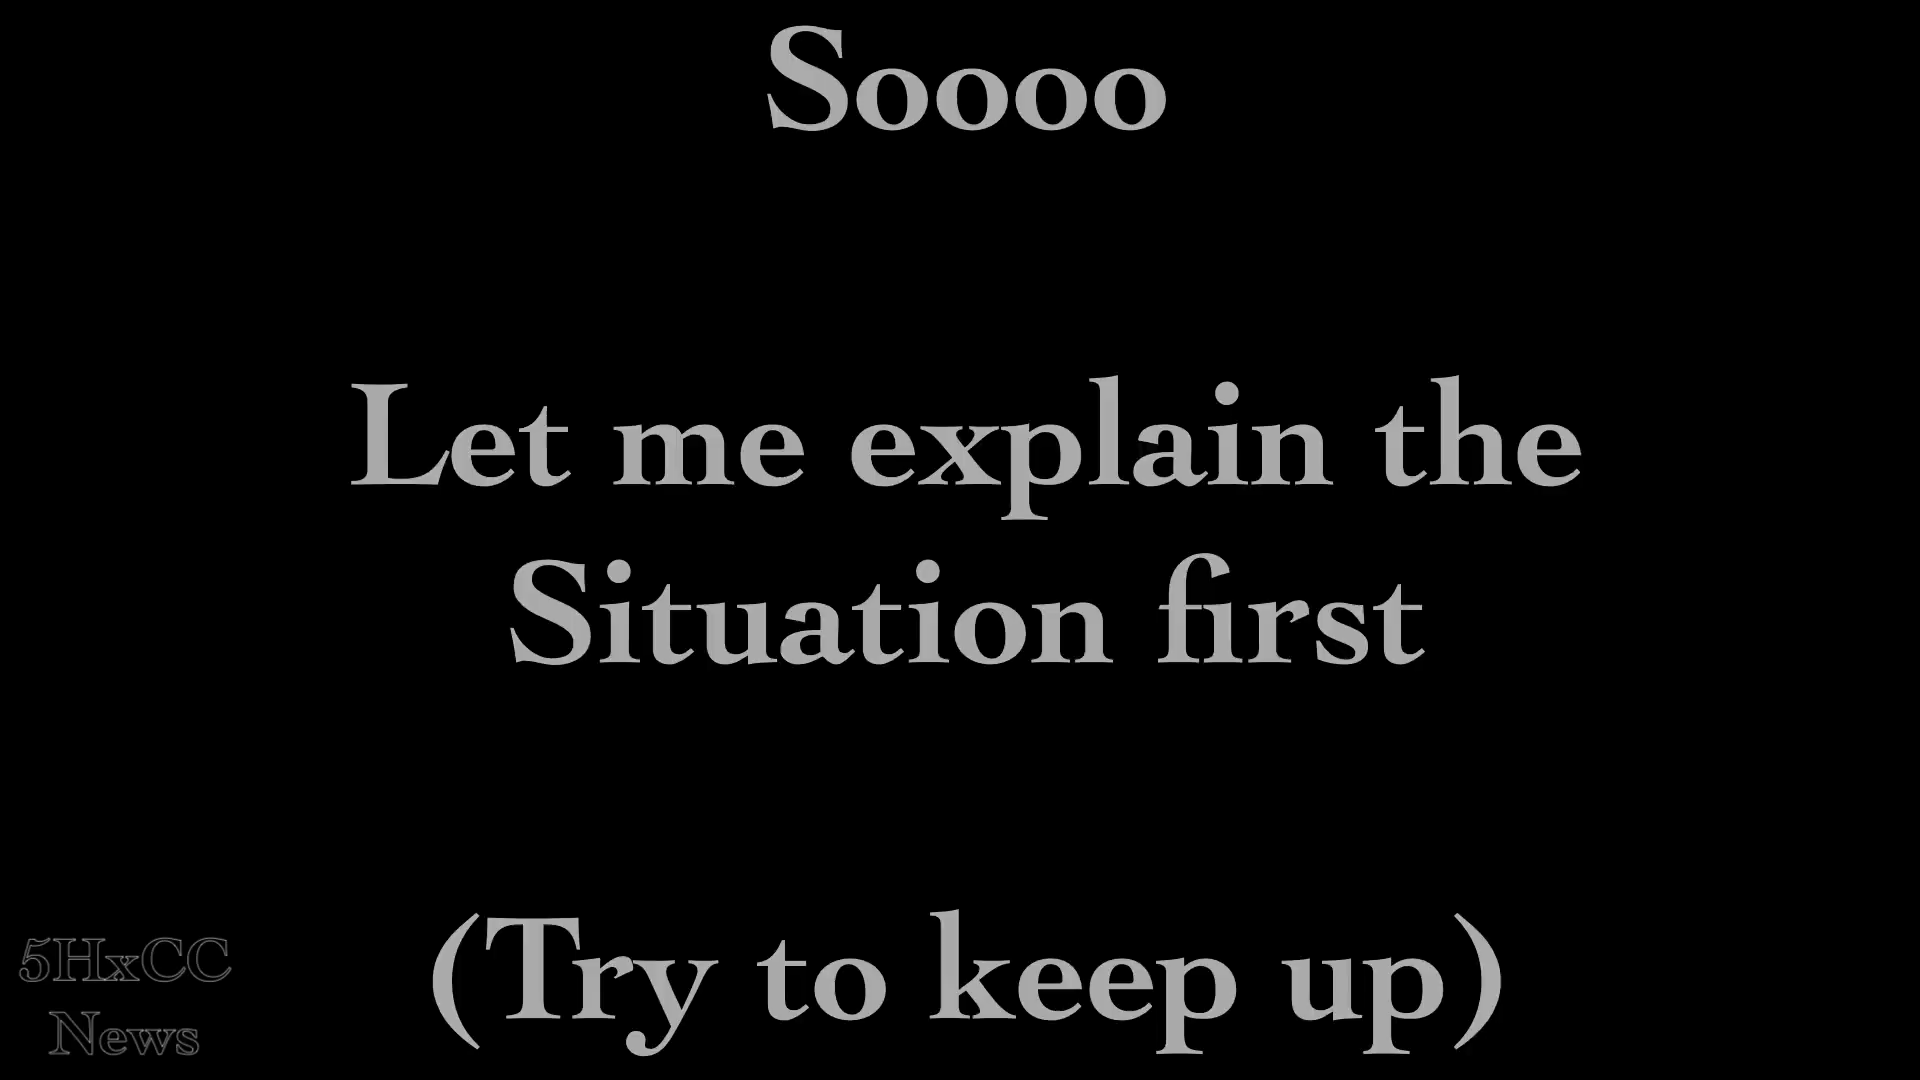 Soooo
Let me explain the
Situation first
(Try to keep up)
5HxCC
News